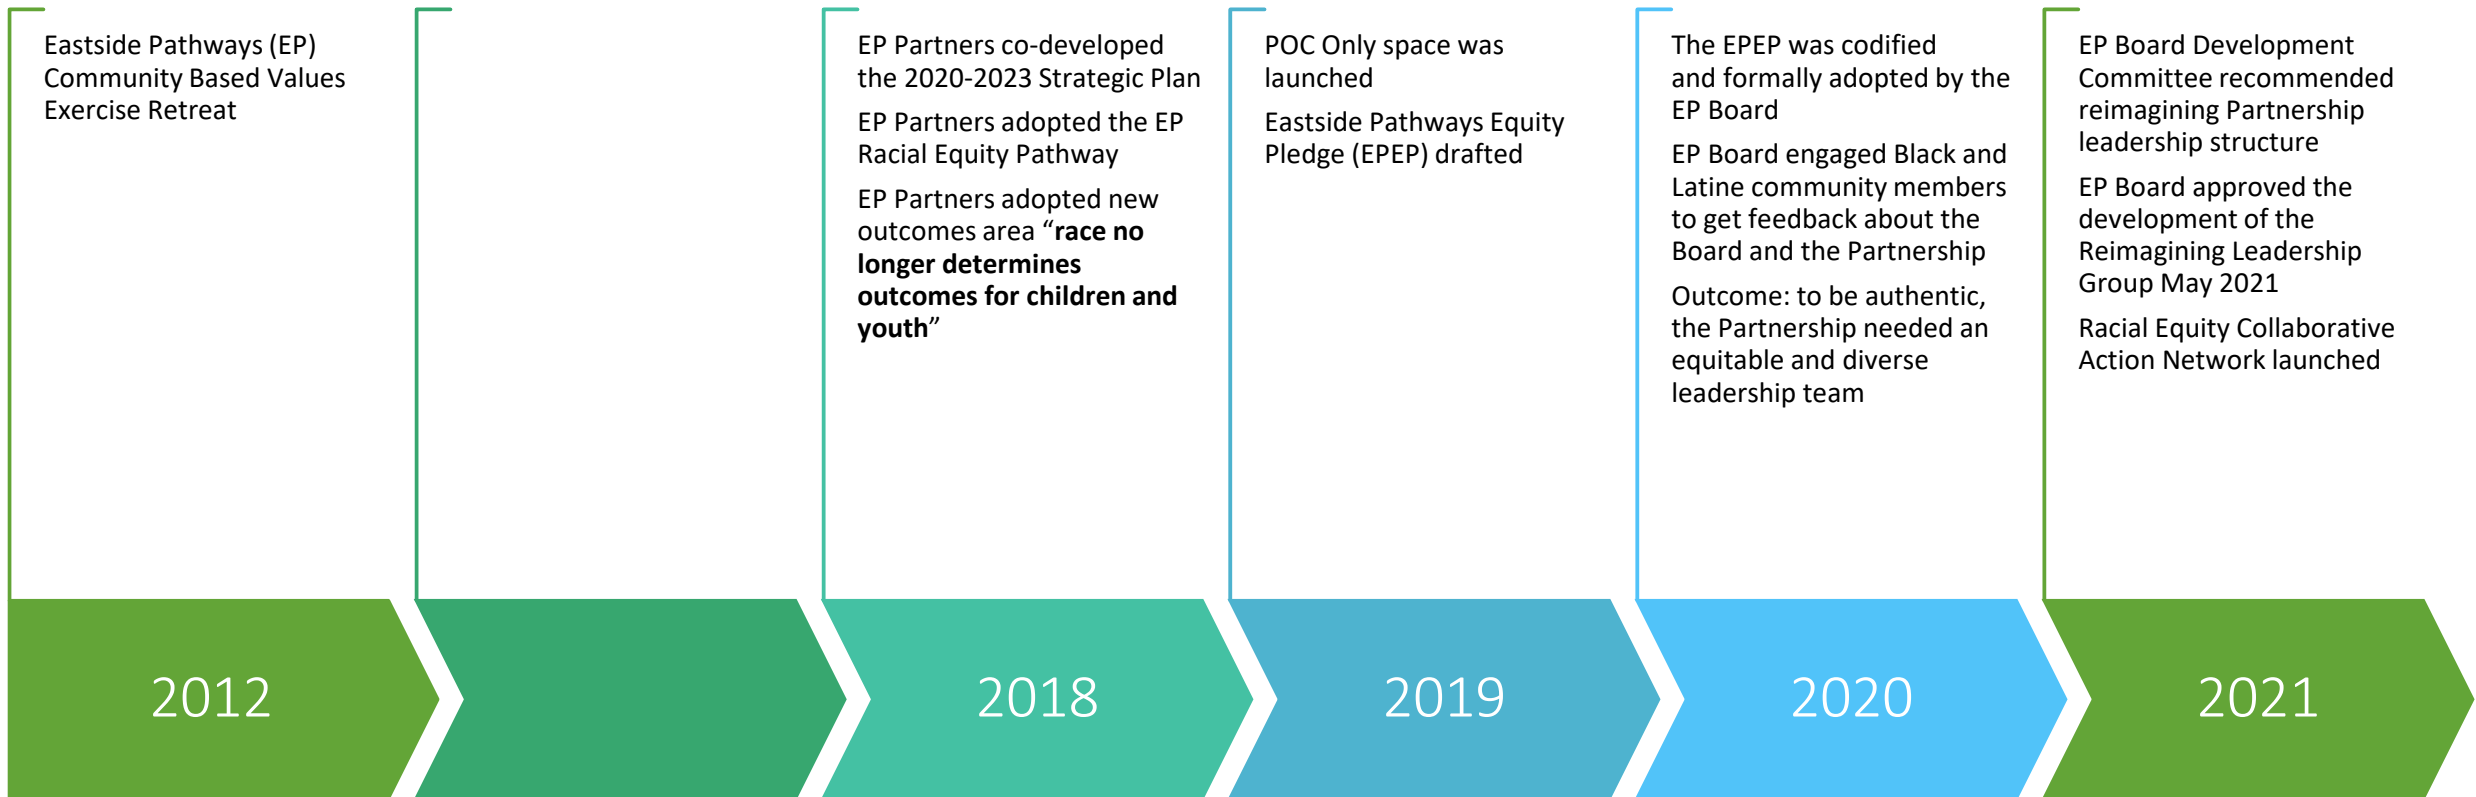 Eastside Pathways (EP)
Community Based Values
Exercise Retreat
EP Partners co-developed
the 2020-2023 Strategic Plan
EP Partners adopted the EP
Racial Equity Pathway
EP Partners adopted new
outcomes area “race no
longer determines
outcomes for children and
youth”
POC Only space was
launched
Eastside Pathways Equity
Pledge (EPEP) drafted
The EPEP was codified
and formally adopted by the
EP Board
EP Board engaged Black and
Latine community members
to get feedback about the
Board and the Partnership
Outcome: to be authentic,
the Partnership needed an
equitable and diverse
leadership team
EP Board Development
Committee recommended
reimagining Partnership
leadership structure
EP Board approved the
development of the
Reimagining Leadership
Group May 2021
Racial Equity Collaborative
Action Network launched
2012
2018
2019
2020
2021